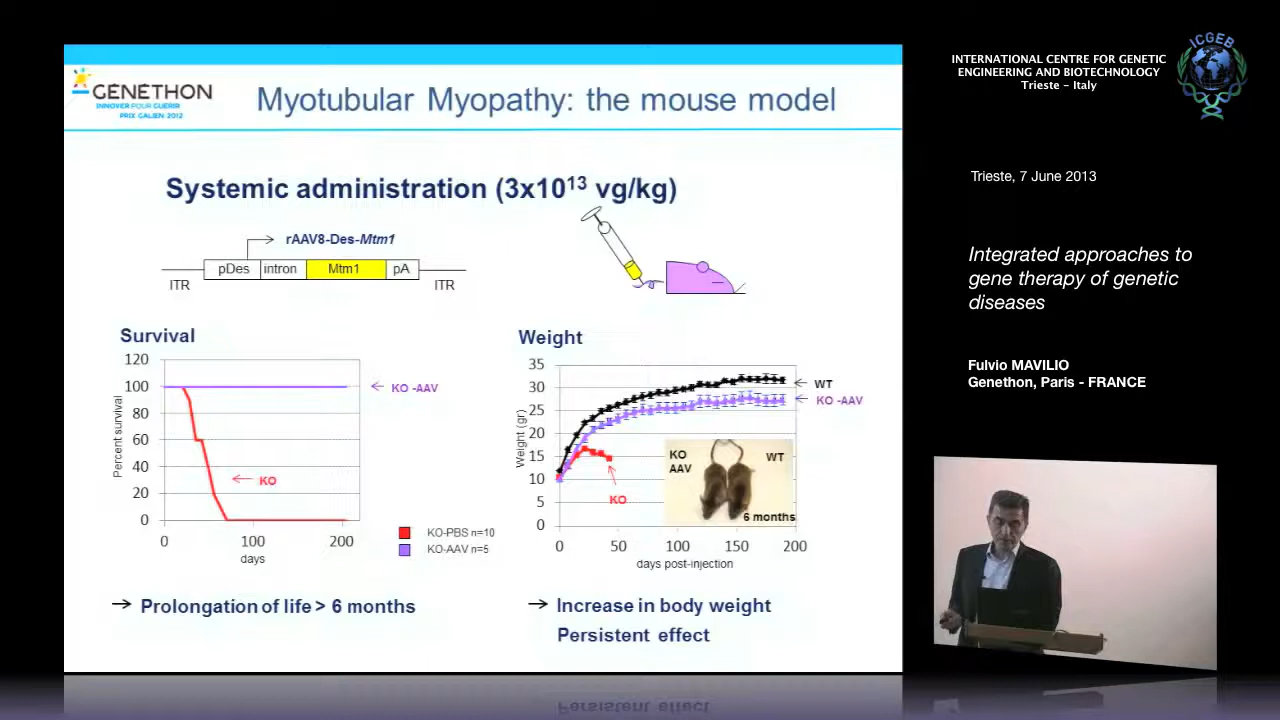 GENETHON
INNOVER POUR GUERIR
PRIX GALIEN 2012
Myotubular Myopathy: the mouse model
Systemic administration (3x10¹³ vg/kg)
rAAV8-Des-Mtm1
pDes intron Mtm1 pA
ITR ITR
Survival
120
100
80
60
40
20
0
Percent survival
0 100 200
days
KO -AAV
KO
KO-PBS n=10
KO-AAV n=5
Weight
35
30
25
20
15
10
5
0
Weight (gr)
0 50 100 150 200
days post-injection
WT
KO -AAV
KO
KO
AAV
WT
6 months
→ Prolongation of life > 6 months
→ Increase in body weight
Persistent effect
Persistent effect
INTERNATIONAL CENTRE FOR GENETIC
ENGINEERING AND BIOTECHNOLOGY
Trieste – Italy
ICGEB
Trieste, 7 June 2013
Integrated approaches to
gene therapy of genetic
diseases
Fulvio MAVILIO
Genethon, Paris - FRANCE